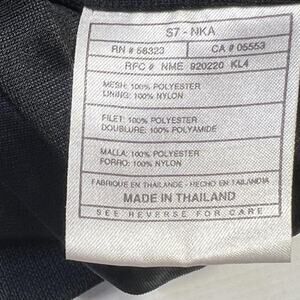 S7 - NKA
RN # 56323 CA # 05553
RFC # NME 920220 KL4
MESH: 100% POLYESTER
LINING: 100% NYLON
FILET: 100% POLYESTER
DOUBLURE: 100% POLYAMIDE
MALLA: 100% POLYESTER
FORRO: 100% NYLON
FABRIQUE EN THAILANDE - HECHO EN TAILANDIA
MADE IN THAILAND
SEE REVERSE FOR CARE